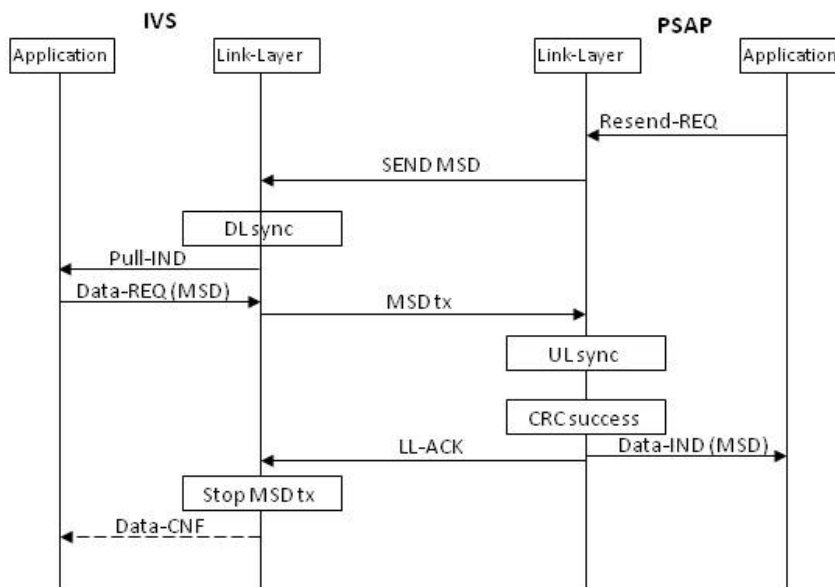 IVS
PSAP
Application
Link-Layer
Link-Layer
Application
Resend-REQ
SEND MSD
DL sync
Pull-IND
Data-REQ (MSD)
MSD tx
UL sync
CRC success
LL-ACK
Data-IND (MSD)
Stop MSD tx
Data-CNF